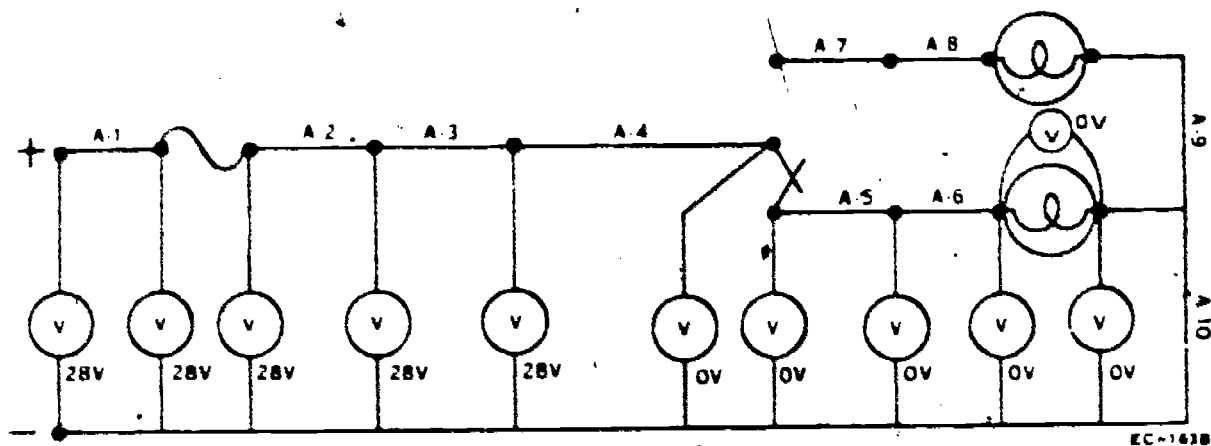 A·7 A·8
0V
V
A·9
+ A·1 A·2 A·3 A·4
A·5 A·6
V V V V V V V V V V
A 10
28V 28V 28V 28V 28V 0V 0V 0V 0V 0V
−
EC-1638